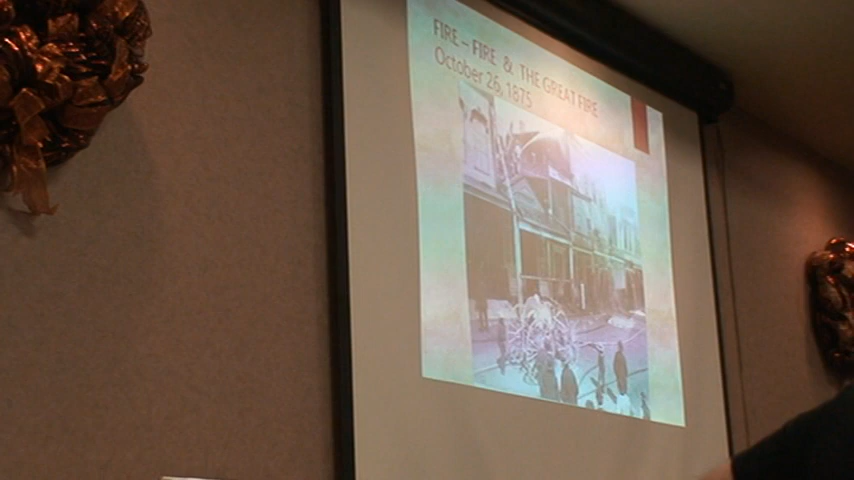 FIRE – FIRE & THE GREAT FIRE
October 26, 1875